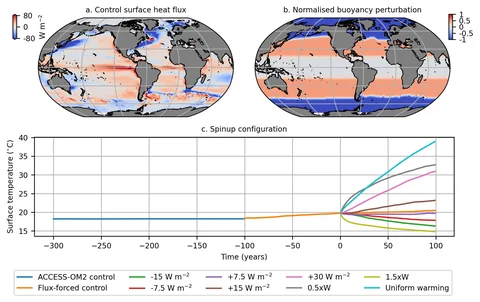 a. Control surface heat flux
b. Normalised buoyancy perturbation
80
0
-80
W m⁻²
1
0.5
0
-0.5
-1
c. Spinup configuration
Surface temperature (°C)
40
35
30
25
20
15
−300 −250 −200 −150 −100 −50 0 50 100
Time (years)
ACCESS-OM2 control -15 W m⁻² +7.5 W m⁻² +30 W m⁻² 1.5xW
Flux-forced control -7.5 W m⁻² +15 W m⁻² 0.5xW Uniform warming